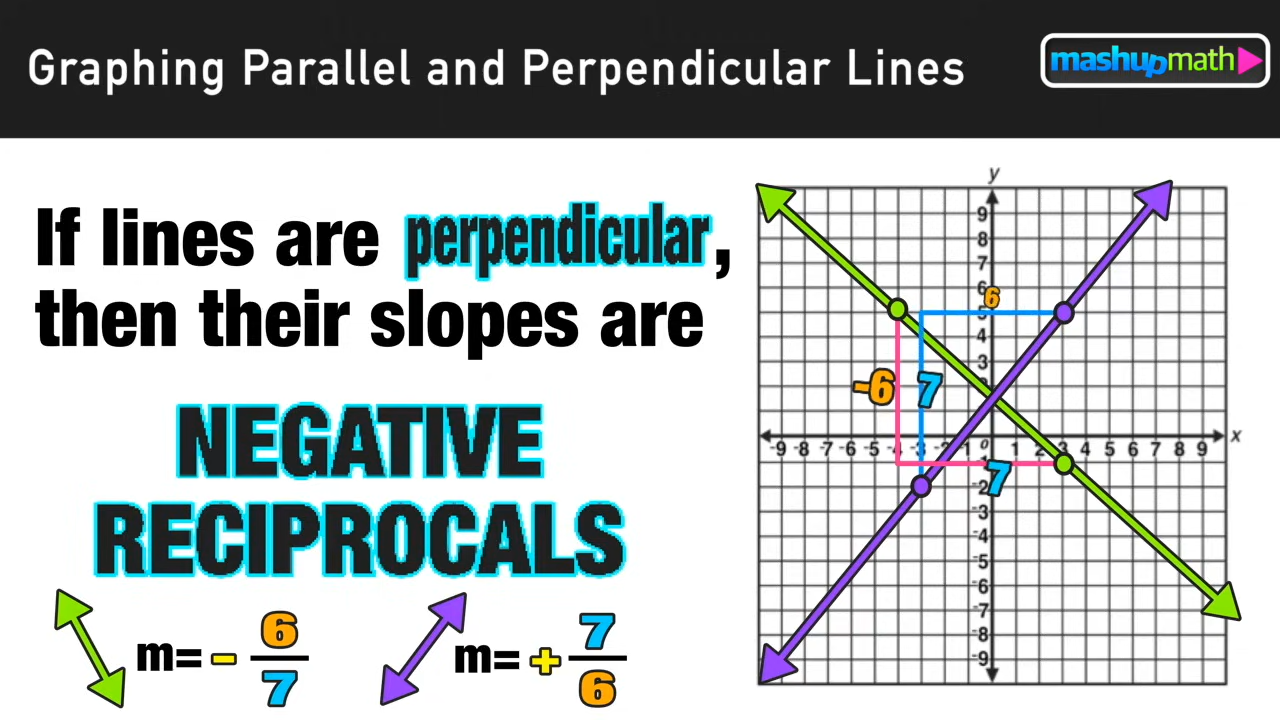 Graphing Parallel and Perpendicular Lines
mashupmath
If lines are perpendicular,
then their slopes are
NEGATIVE
RECIPROCALS
m= - 6/7
m= + 7/6
y
9
8
7
6
6
5
4
3
2
-6
7
-9 -8 -7 -6 -5 -4 -3 -2 0 1 2 3 4 5 6 7 8 9 x
7
-2
-3
-4
-5
-6
-7
-8
-9